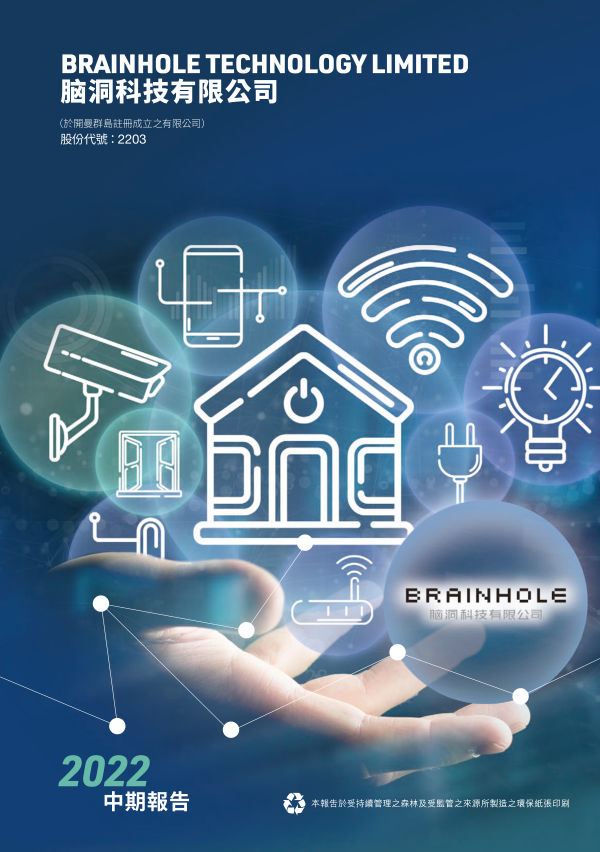 BRAINHOLE TECHNOLOGY LIMITED
脑洞科技有限公司
（於開曼群島註冊成立之有限公司）
股份代號：2203
BRAINHOLE
脑洞科技有限公司
2022
中期報告
本報告於受持續管理之森林及受監管之來源所製造之環保紙張印刷